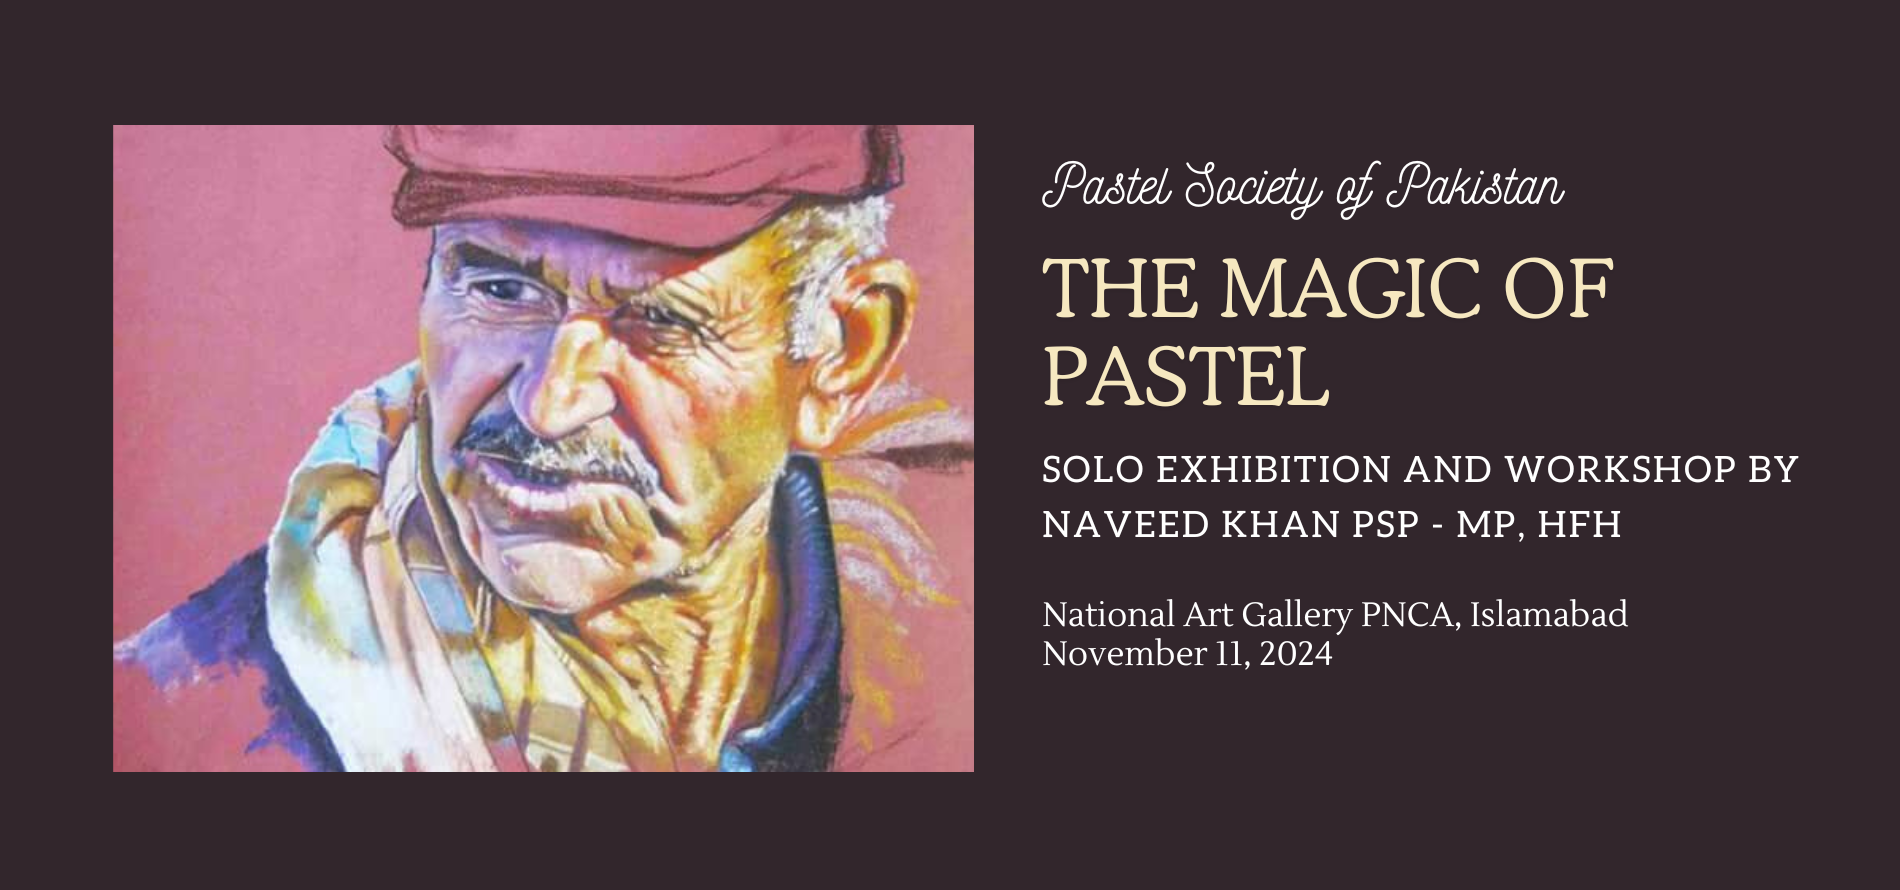 Pastel Society of Pakistan
THE MAGIC OF
PASTEL
SOLO EXHIBITION AND WORKSHOP BY
NAVEED KHAN PSP - MP, HFH
National Art Gallery PNCA, Islamabad
November 11, 2024